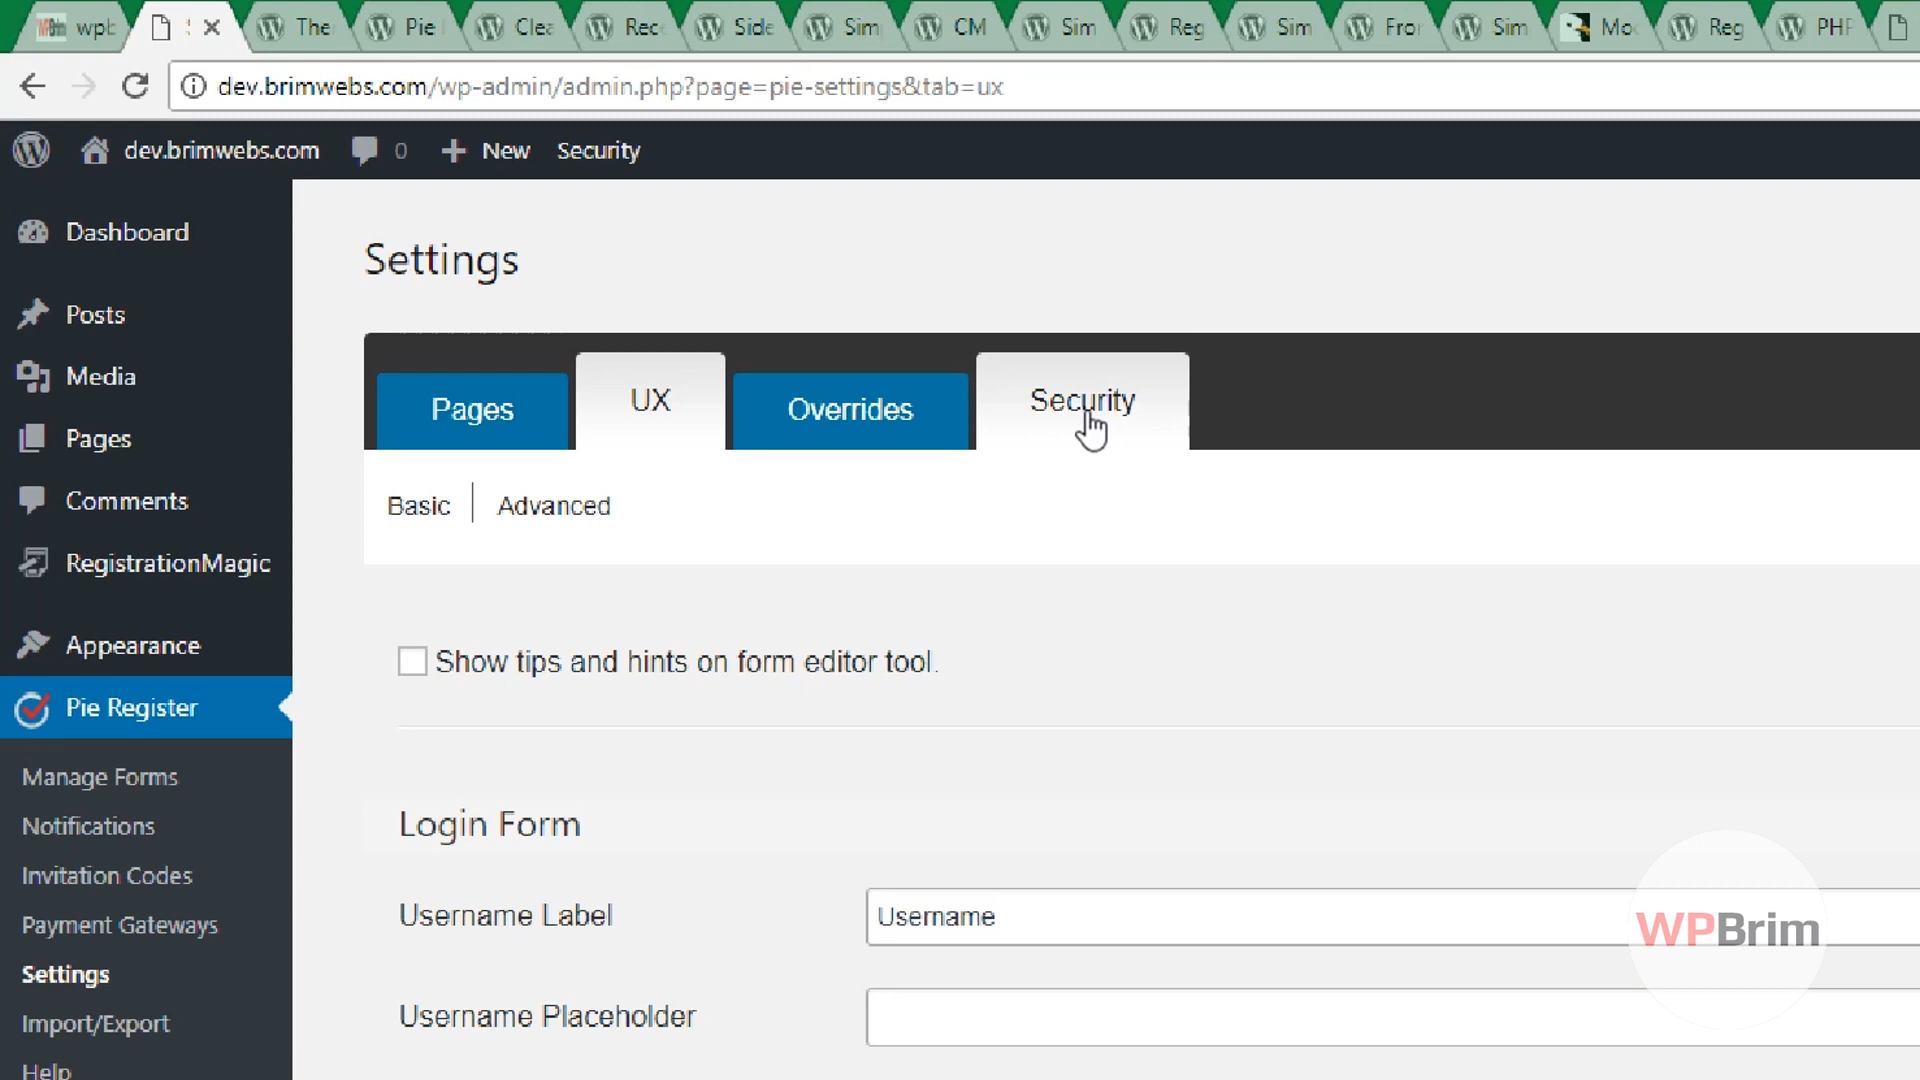 wpb
The
Pie
Clea
Rec
Side
Sim
CM
Sim
Reg
Sim
Fror
Sim
Mo
Reg
PHP
dev.brimwebs.com/wp-admin/admin.php?page=pie-settings&tab=ux
dev.brimwebs.com 0 New Security
Dashboard
Posts
Media
Pages
Comments
RegistrationMagic
Appearance
Pie Register
Manage Forms
Notifications
Invitation Codes
Payment Gateways
Settings
Import/Export
Help
Settings
Pages UX Overrides Security
Basic Advanced
Show tips and hints on form editor tool.
Login Form
Username Label Username
Username Placeholder
WPBrim